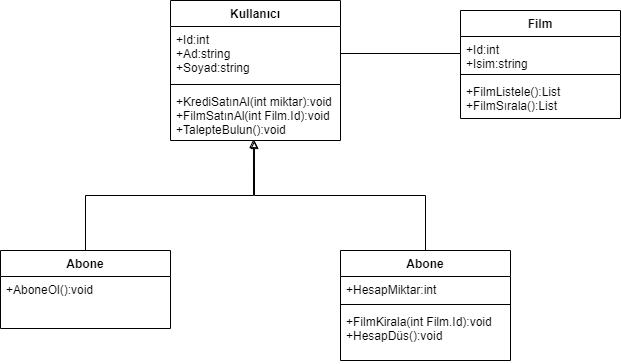 Kullanıcı
+Id:int
+Ad:string
+Soyad:string
+KrediSatınAl(int miktar):void
+FilmSatınAl(int Film.Id):void
+TalepteBulun():void
Film
+Id:int
+Isim:string
+FilmListele():List
+FilmSırala():List
Abone
+AboneOl():void
Abone
+HesapMiktar:int
+FilmKirala(int Film.Id):void
+HesapDüs():void